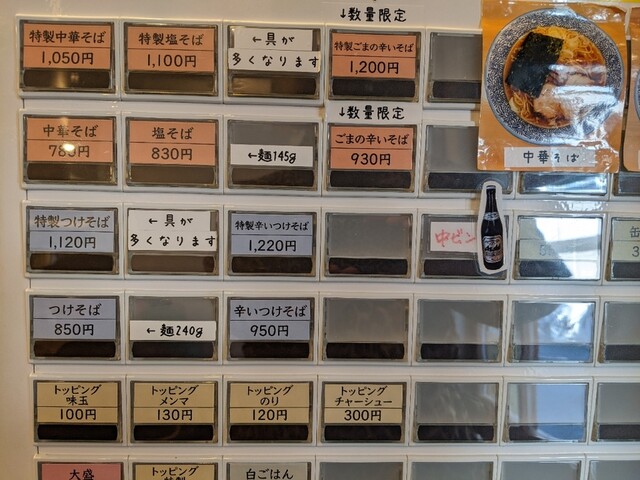 ↓数量限定
特製中華そば
1,050円
特製塩そば
1,100円
←具が
多くなります
特製ごまの辛いそば
1,200円
↓数量限定
中華そば
780円
塩そば
830円
←麺145g
ごまの辛いそば
930円
中華そば
特製つけそば
1,120円
←具が
多くなります
特製辛いつけそば
1,220円
中ビン
缶
つけそば
850円
←麺240g
辛いつけそば
950円
トッピング
味玉
100円
トッピング
メンマ
130円
トッピング
のり
120円
トッピング
チャーシュー
300円
大盛
トッピング
白ごはん